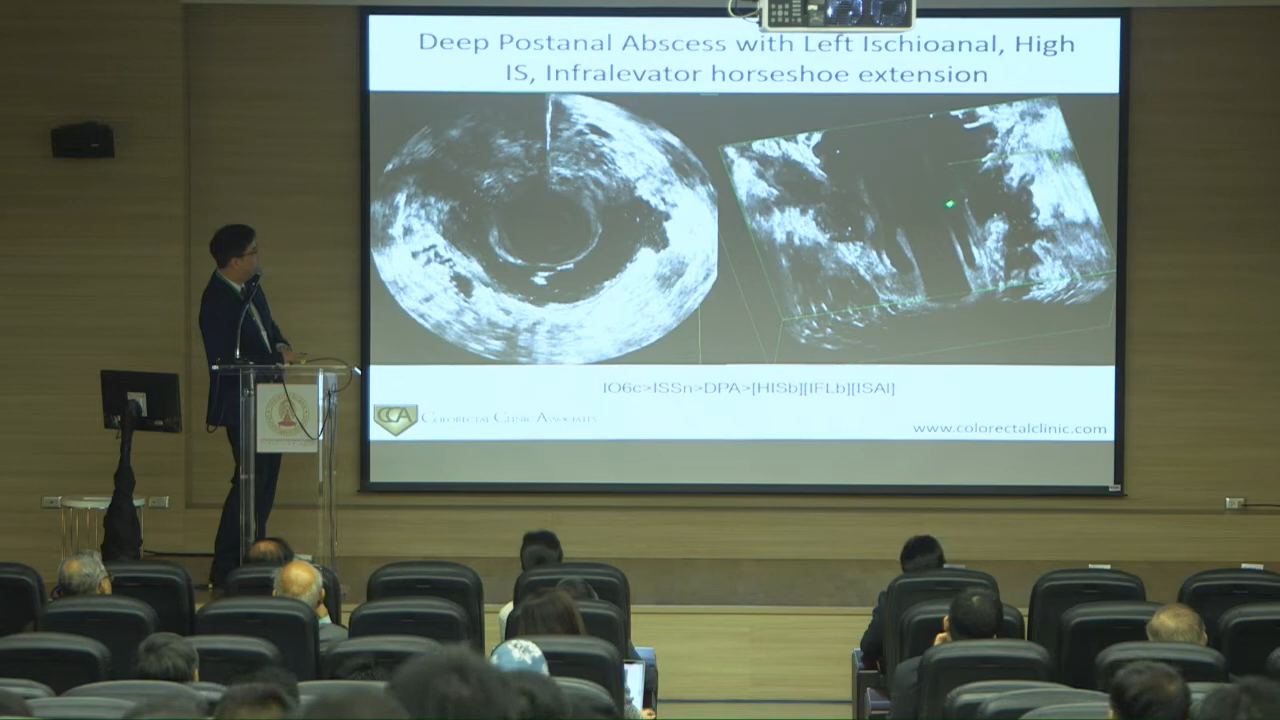 Deep Postanal Abscess with Left Ischioanal, High
IS, Infralevator horseshoe extension
IO6c>ISSn>DPA>[HISb][IFLb][ISAl]
CCA Colorectal Clinic Associates
www.colorectalclinic.com